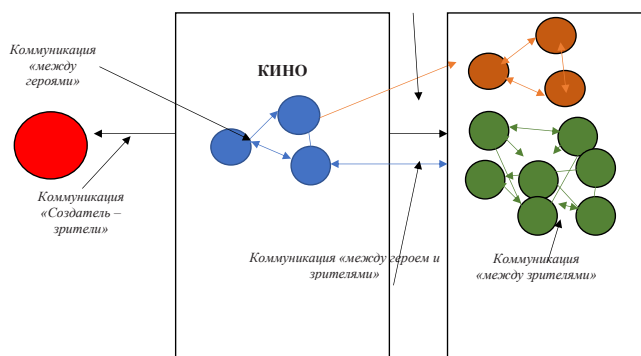 Коммуникация
«между
героями»
КИНО
Коммуникация
«Создатель –
зрители»
Коммуникация «между героем и
зрителями»
Коммуникация
«между зрителями»